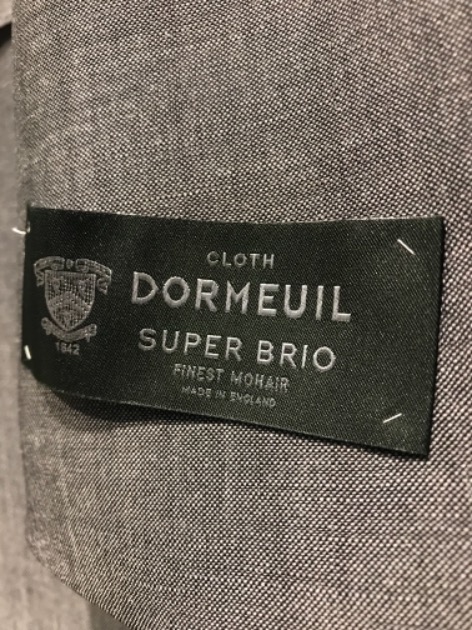 CLOTH
DORMEUIL
SUPER BRIO
FINEST MOHAIR
MADE IN ENGLAND
1842